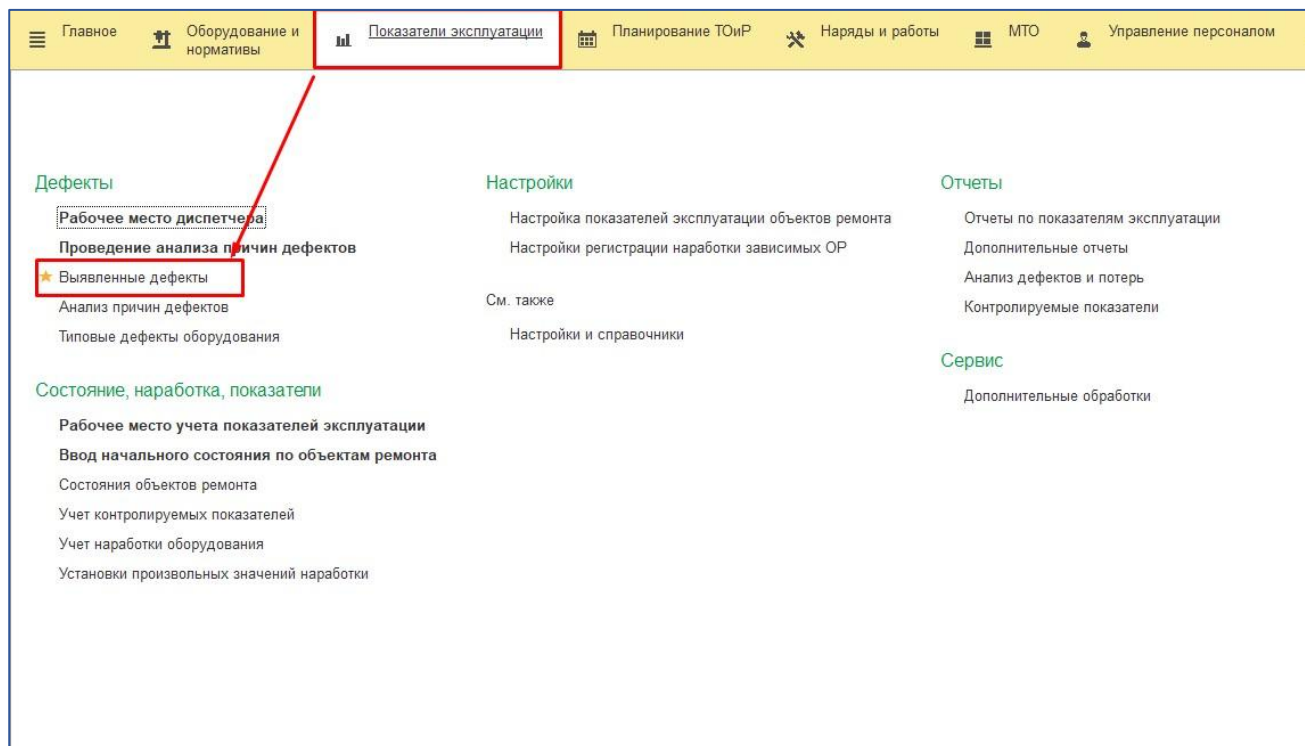 Главное
Оборудование и
нормативы
Показатели эксплуатации
Планирование ТОиР
Наряды и работы
МТО
Управление персоналом
Дефекты
Рабочее место диспетчера
Проведение анализа причин дефектов
Выявленные дефекты
Анализ причин дефектов
Типовые дефекты оборудования
Состояние, наработка, показатели
Рабочее место учета показателей эксплуатации
Ввод начального состояния по объектам ремонта
Состояния объектов ремонта
Учет контролируемых показателей
Учет наработки оборудования
Установки произвольных значений наработки
Настройки
Настройка показателей эксплуатации объектов ремонта
Настройки регистрации наработки зависимых ОР
См. также
Настройки и справочники
Отчеты
Отчеты по показателям эксплуатации
Дополнительные отчеты
Анализ дефектов и потерь
Контролируемые показатели
Сервис
Дополнительные обработки